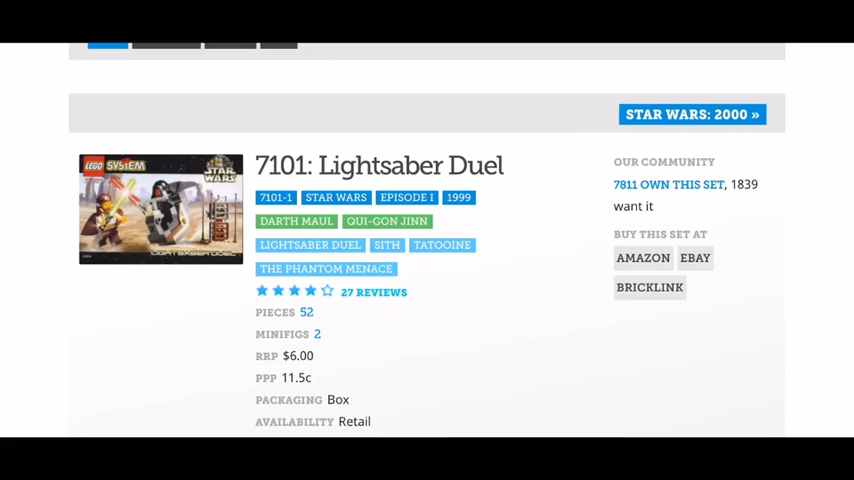 STAR WARS: 2000 »
LEGO SYSTEM
STAR WARS
LIGHTSABER DUEL
7101: Lightsaber Duel
7101-1 STAR WARS EPISODE I 1999
DARTH MAUL QUI-GON JINN
LIGHTSABER DUEL SITH TATOOINE
THE PHANTOM MENACE
27 REVIEWS
PIECES 52
MINIFIGS 2
RRP $6.00
PPP 11.5c
PACKAGING Box
AVAILABILITY Retail
OUR COMMUNITY
7811 OWN THIS SET, 1839
want it
BUY THIS SET AT
AMAZON EBAY
BRICKLINK